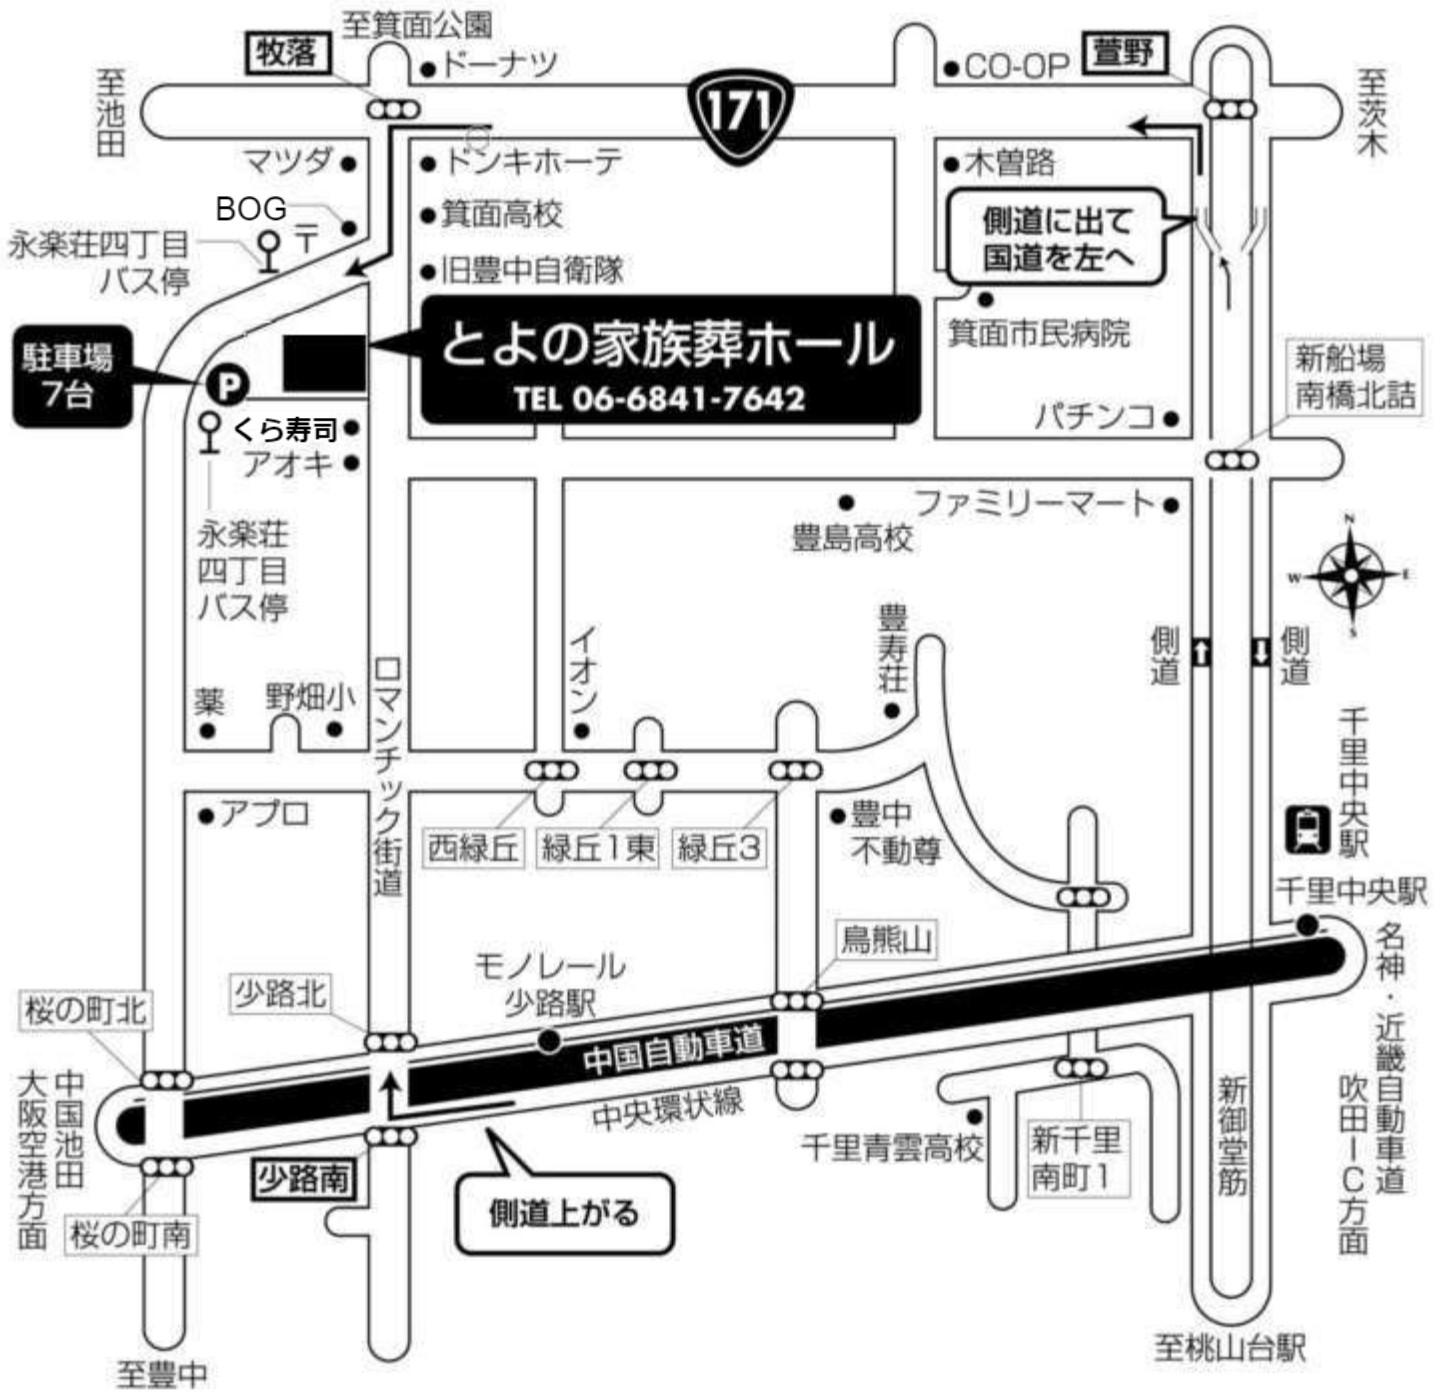 至箕面公園
牧落
ドーナツ
CO-OP
萱野
至池田
171
至茨木
マツダ
ドンキホーテ
木曽路
BOG
〒
箕面高校
側道に出て
国道を左へ
永楽荘四丁目
バス停
旧豊中自衛隊
箕面市民病院
駐車場
7台
P
とよの家族葬ホール
TEL 06-6841-7642
新船場
南橋北詰
くら寿司
アオキ
パチンコ
ファミリーマート
豊島高校
永楽荘
四丁目
バス停
N
W
E
S
イオン
豊寿荘
側道
側道
薬
野畑小
ロマンチック街道
千里中央駅
アプロ
西緑丘
緑丘1東
緑丘3
豊中
不動尊
千里中央駅
鳥熊山
モノレール
少路駅
少路北
桜の町北
中国自動車道
中央環状線
名神・近畿自動車道
吹田IC方面
中国池田
大阪空港方面
千里青雲高校
新千里
南町1
新御堂筋
少路南
側道上がる
桜の町南
至豊中
至桃山台駅